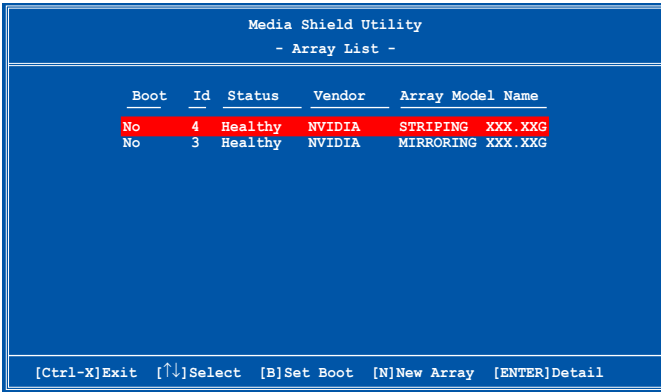 Media Shield Utility
- Array List -
Boot Id Status Vendor Array Model Name
No 4 Healthy NVIDIA STRIPING XXX.XXG
No 3 Healthy NVIDIA MIRRORING XXX.XXG
[Ctrl-X]Exit [↑↓]Select [B]Set Boot [N]New Array [ENTER]Detail